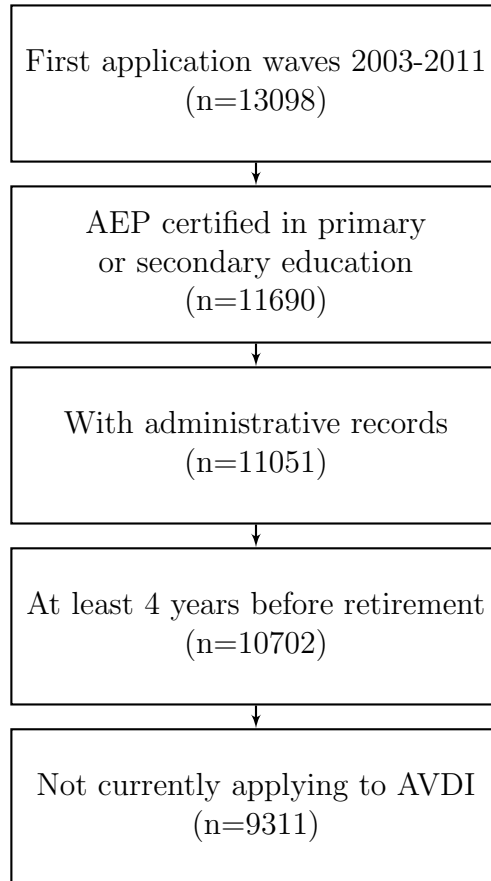 First application waves 2003-2011
(n=13098)
AEP certified in primary
or secondary education
(n=11690)
With administrative records
(n=11051)
At least 4 years before retirement
(n=10702)
Not currently applying to AVDI
(n=9311)